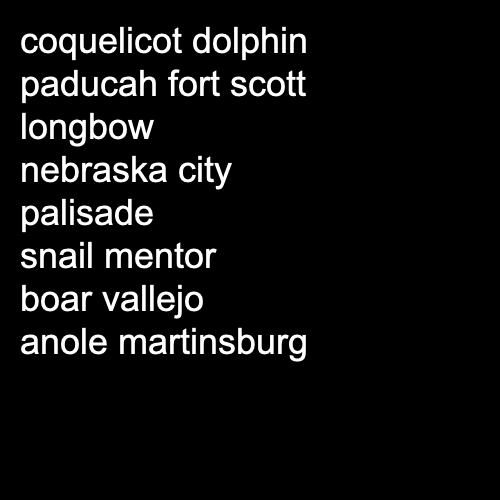 coquelicot dolphin
paducah fort scott
longbow
nebraska city
palisade
snail mentor
boar vallejo
anole martinsburg